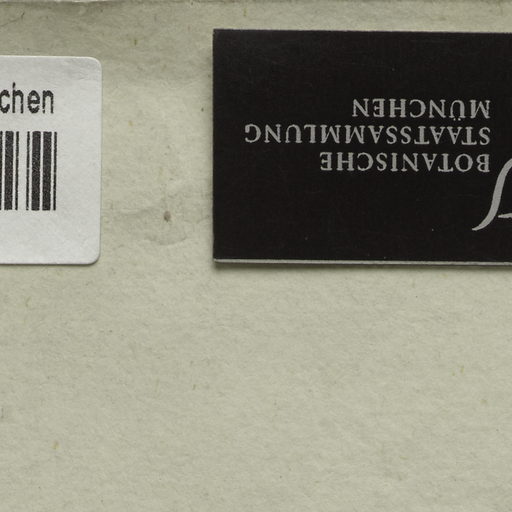 chen
BOTANISCHE
STAATSSAMMLUNG
MÜNCHEN